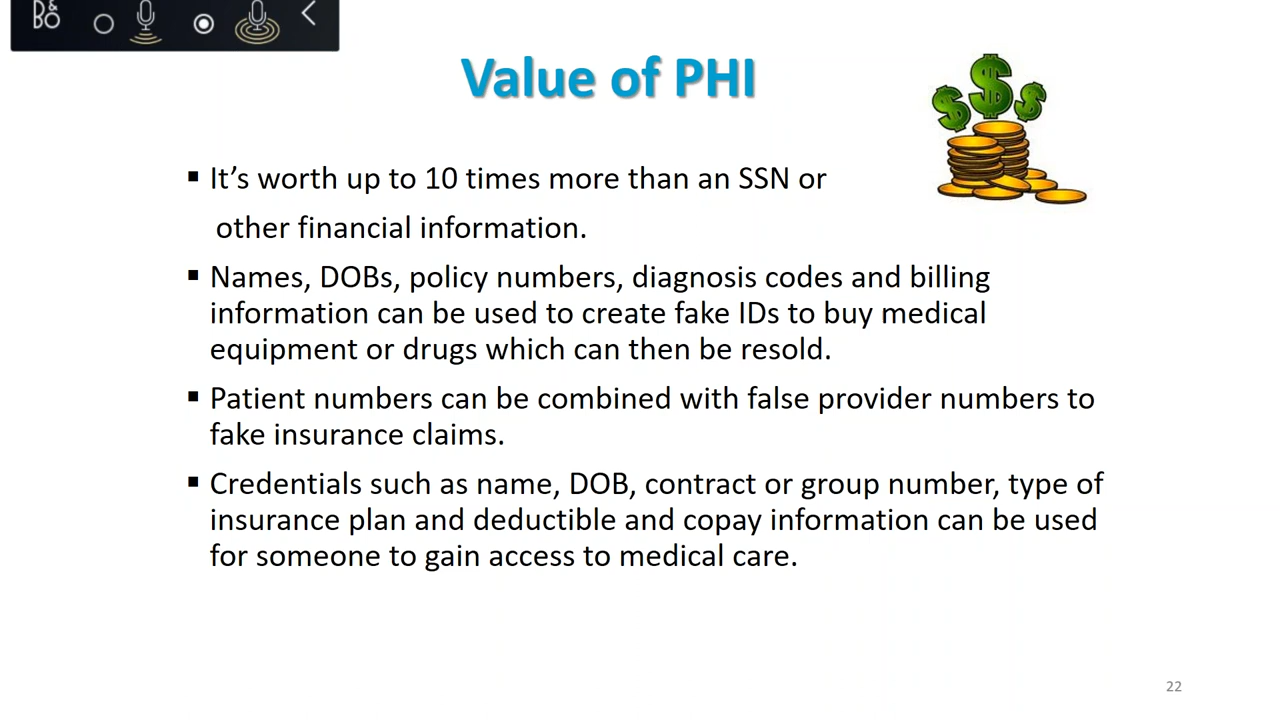 B&O
Value of PHI
$ $ $
▪ It’s worth up to 10 times more than an SSN or
other financial information.
▪ Names, DOBs, policy numbers, diagnosis codes and billing
information can be used to create fake IDs to buy medical
equipment or drugs which can then be resold.
▪ Patient numbers can be combined with false provider numbers to
fake insurance claims.
▪ Credentials such as name, DOB, contract or group number, type of
insurance plan and deductible and copay information can be used
for someone to gain access to medical care.
22